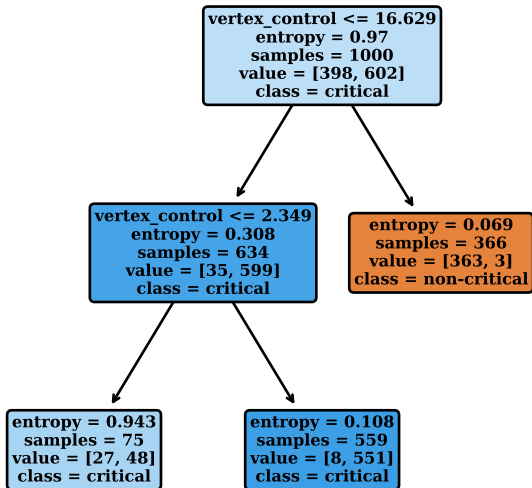 vertex_control <= 16.629
entropy = 0.97
samples = 1000
value = [398, 602]
class = critical
vertex_control <= 2.349
entropy = 0.308
samples = 634
value = [35, 599]
class = critical
entropy = 0.069
samples = 366
value = [363, 3]
class = non-critical
entropy = 0.943
samples = 75
value = [27, 48]
class = critical
entropy = 0.108
samples = 559
value = [8, 551]
class = critical